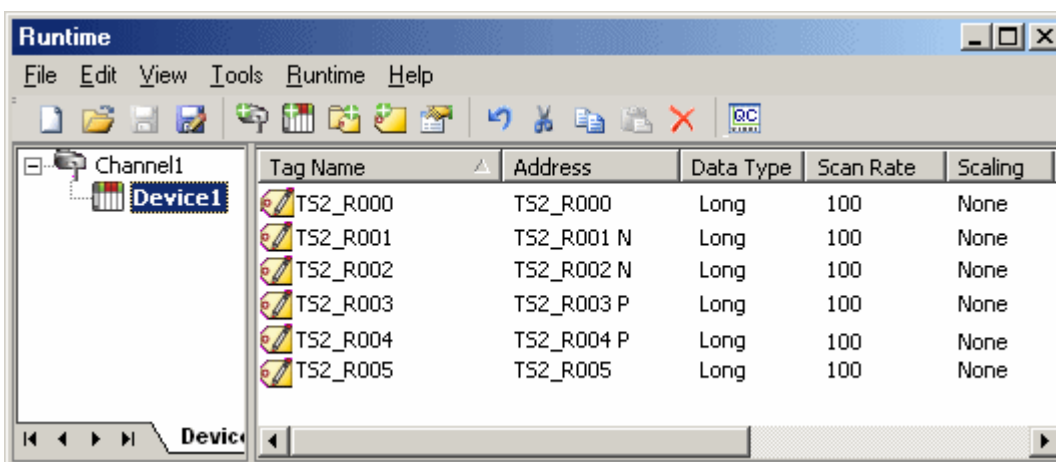 Runtime
File Edit View Tools Runtime Help
QC
Channel1
Device1
Tag Name Address Data Type Scan Rate Scaling
TS2_R000 TS2_R000 Long 100 None
TS2_R001 TS2_R001 N Long 100 None
TS2_R002 TS2_R002 N Long 100 None
TS2_R003 TS2_R003 P Long 100 None
TS2_R004 TS2_R004 P Long 100 None
TS2_R005 TS2_R005 Long 100 None